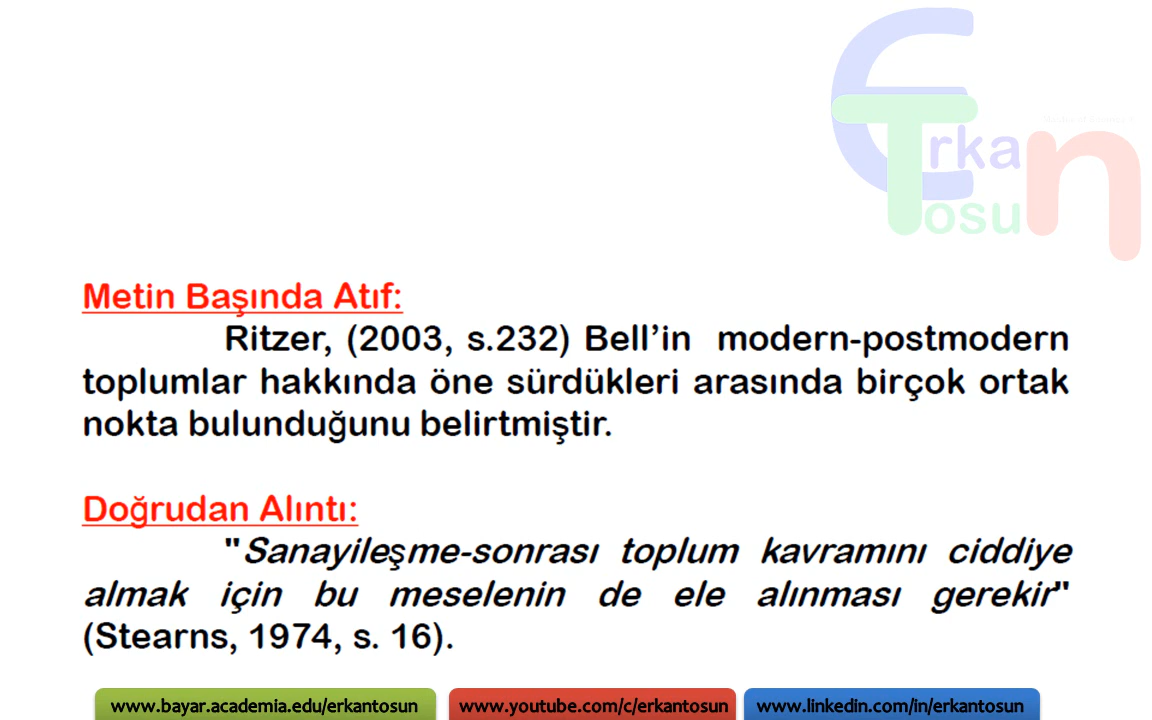 Erkan
Tosun
Metin Başında Atıf:
Ritzer, (2003, s.232) Bell’in modern-postmodern
toplumlar hakkında öne sürdükleri arasında birçok ortak
nokta bulunduğunu belirtmiştir.
Doğrudan Alıntı:
"Sanayileşme-sonrası toplum kavramını ciddiye
almak için bu meselenin de ele alınması gerekir"
(Stearns, 1974, s. 16).
www.bayar.academia.edu/erkantosun
www.youtube.com/c/erkantosun
www.linkedin.com/in/erkantosun